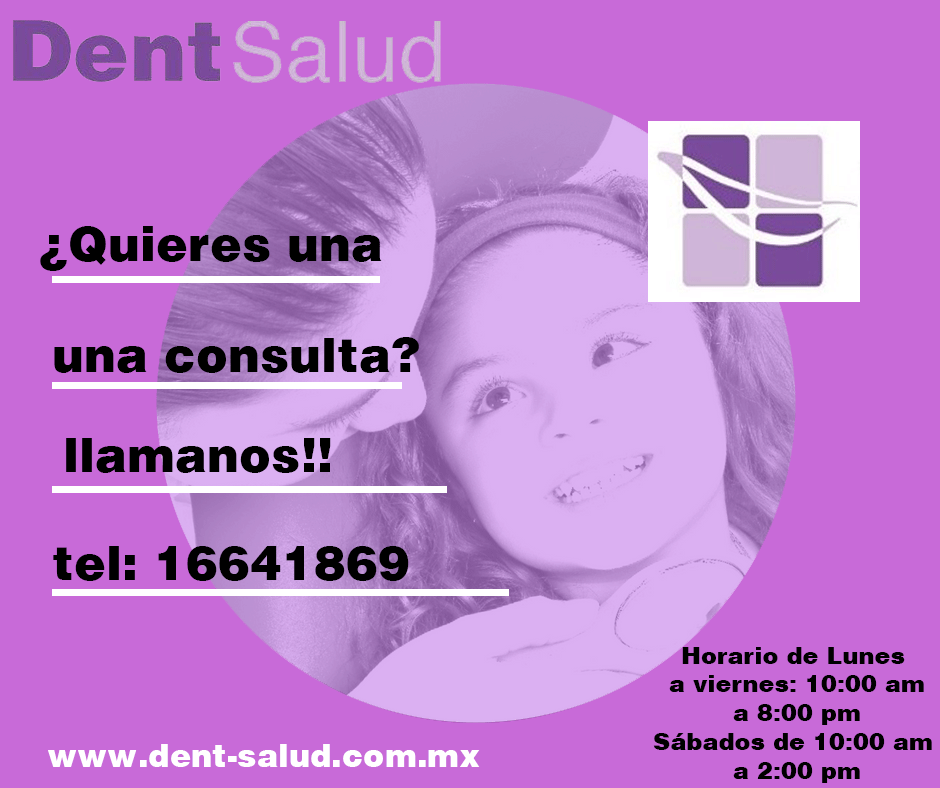 Dent Salud
¿Quieres una
una consulta?
llamanos!!
tel: 16641869
Horario de Lunes
a viernes: 10:00 am
a 8:00 pm
Sábados de 10:00 am
a 2:00 pm
www.dent-salud.com.mx